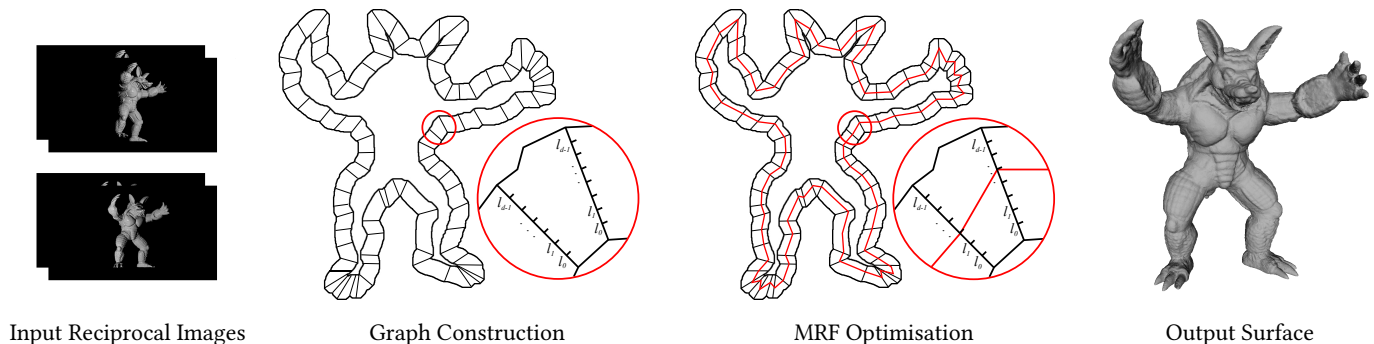 l_{d-1}
l_1
l_0
l_{d-1}
l_1
l_0
l_{d-1}
l_1
l_0
l_{d-1}
l_1
l_0
Input Reciprocal Images
Graph Construction
MRF Optimisation
Output Surface